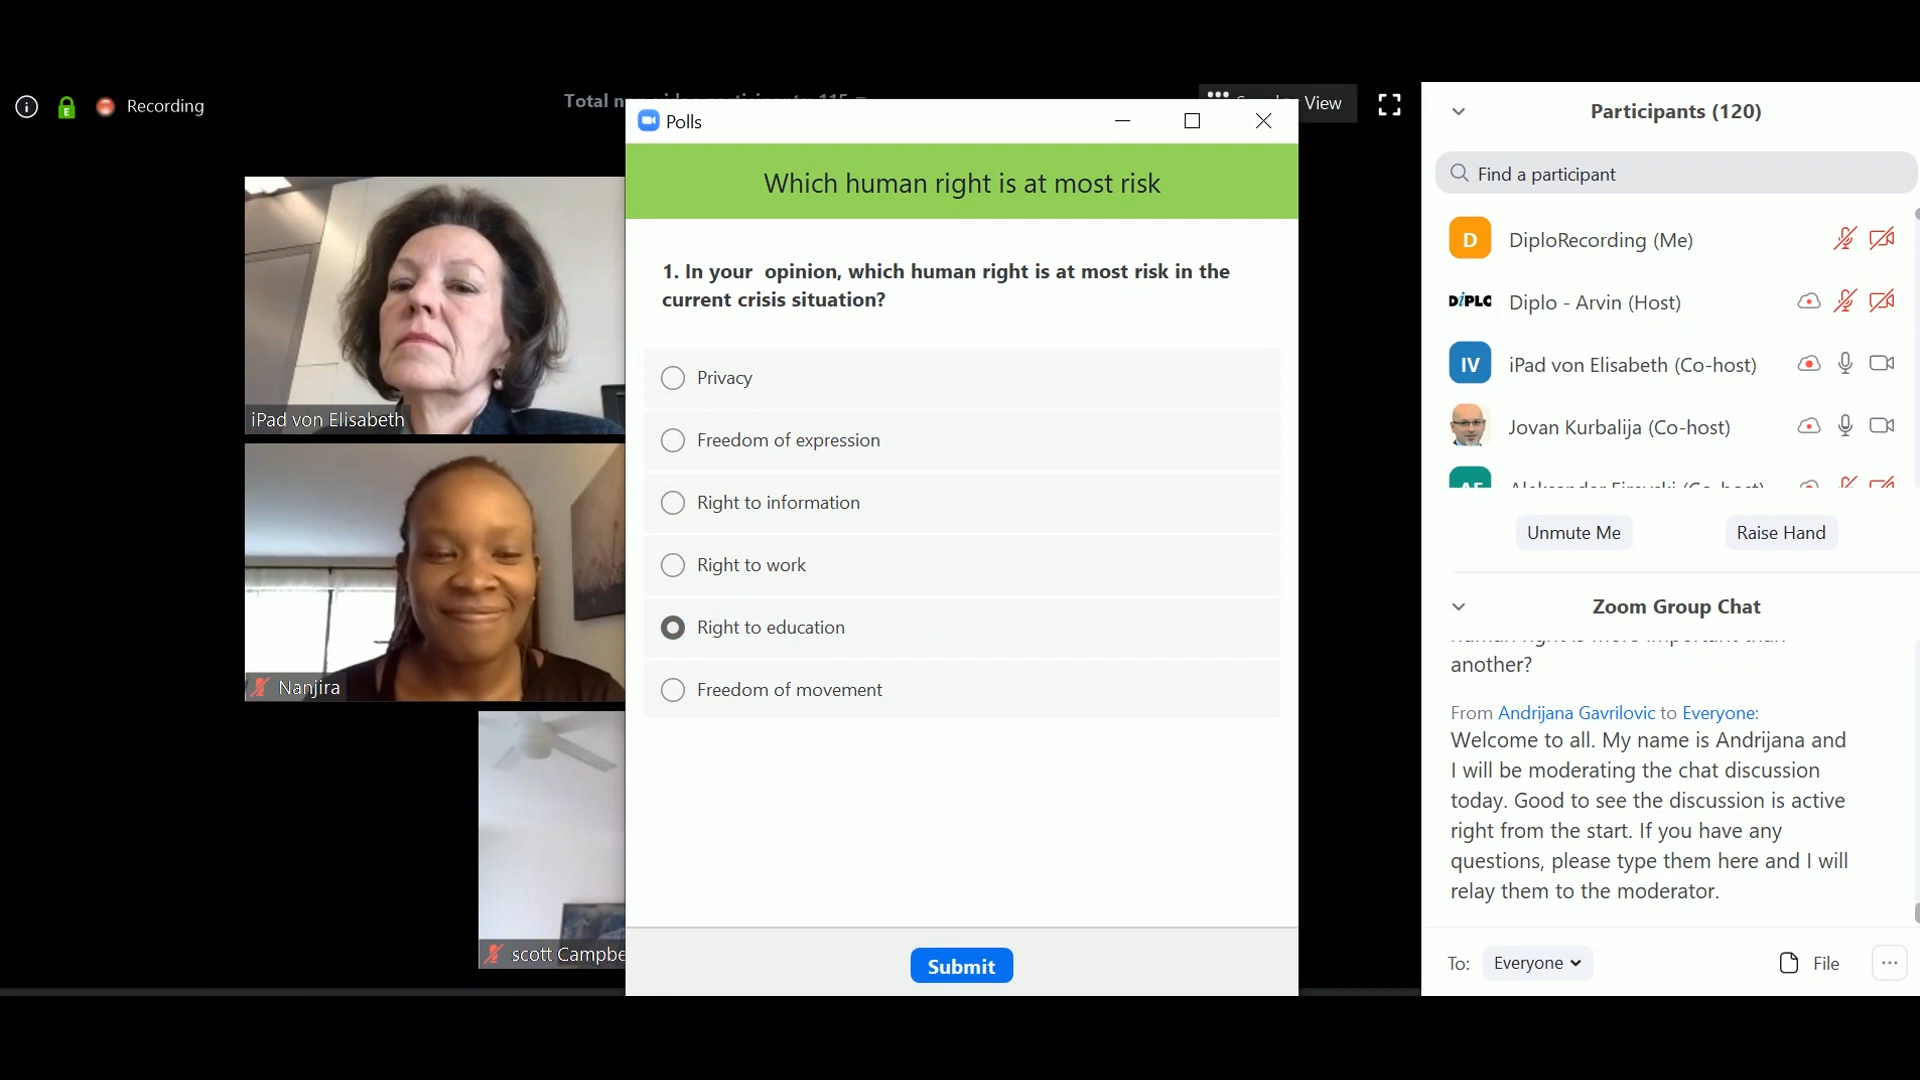 Recording
Total
View
iPad von Elisabeth
Nanjira
scott Campbe
Polls
Which human right is at most risk
1. In your opinion, which human right is at most risk in the
current crisis situation?
Privacy
Freedom of expression
Right to information
Right to work
Right to education
Freedom of movement
Submit
Participants (120)
Find a participant
D
DiploRecording (Me)
DiPLO
Diplo - Arvin (Host)
IV
iPad von Elisabeth (Co-host)
Jovan Kurbalija (Co-host)
Unmute Me
Raise Hand
Zoom Group Chat
another?
From Andrijana Gavrilovic to Everyone:
Welcome to all. My name is Andrijana and
I will be moderating the chat discussion
today. Good to see the discussion is active
right from the start. If you have any
questions, please type them here and I will
relay them to the moderator.
To: Everyone
File